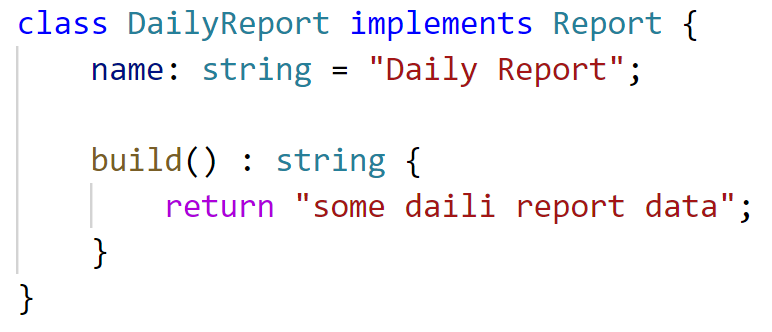 class DailyReport implements Report {
name: string = "Daily Report";
build() : string {
return "some daili report data";
}
}